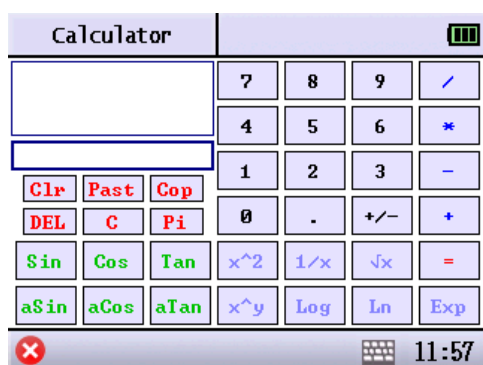 Calculator
7 8 9 /
4 5 6 *
1 2 3 -
Clr Past Cop
0 . +/- +
DEL C Pi
Sin Cos Tan x^2 1/x √x =
aSin aCos aTan x^y Log Ln Exp
11:57